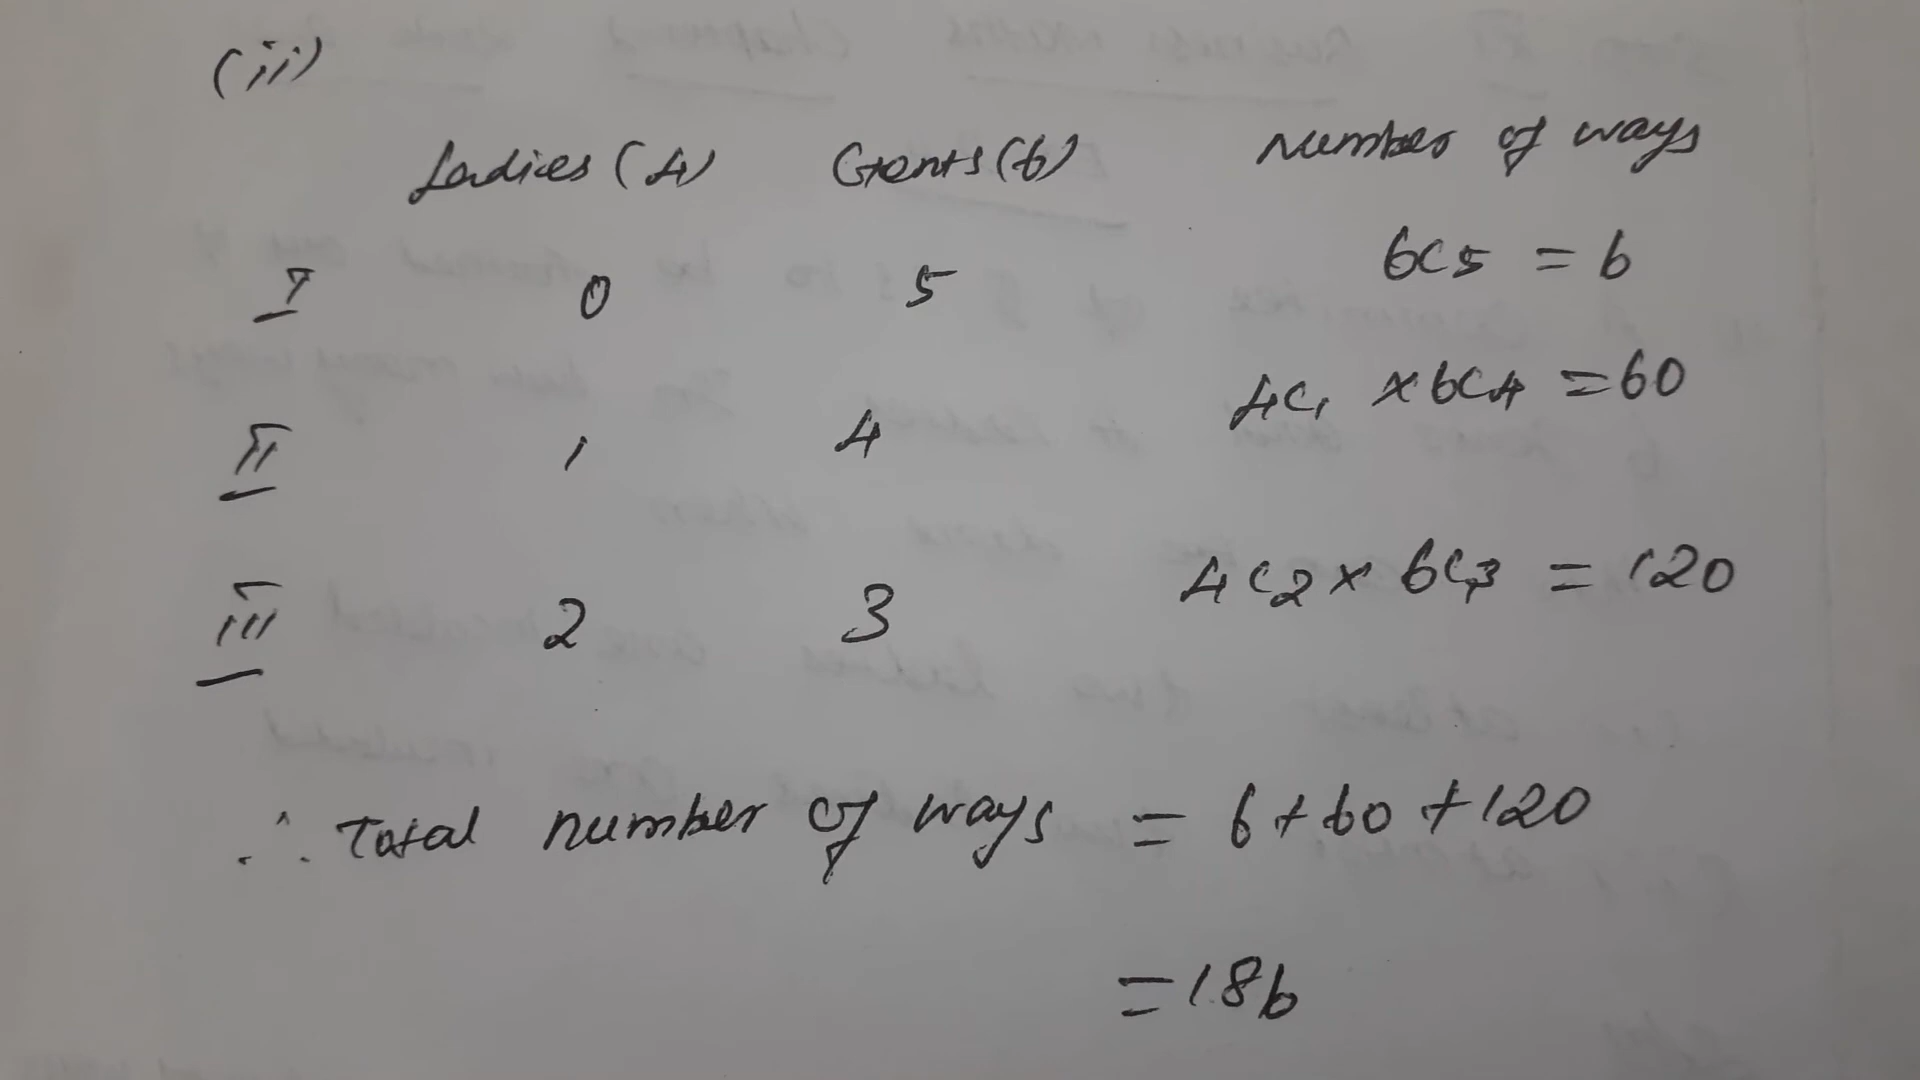 (ii)
Ladies (4) Gents (6) Number of ways
I 0 5 6C5 = 6
II 1 4 4C1 × 6C4 = 60
III 2 3 4C2 × 6C3 = 120
∴ Total number of ways = 6 + 60 + 120
= 186